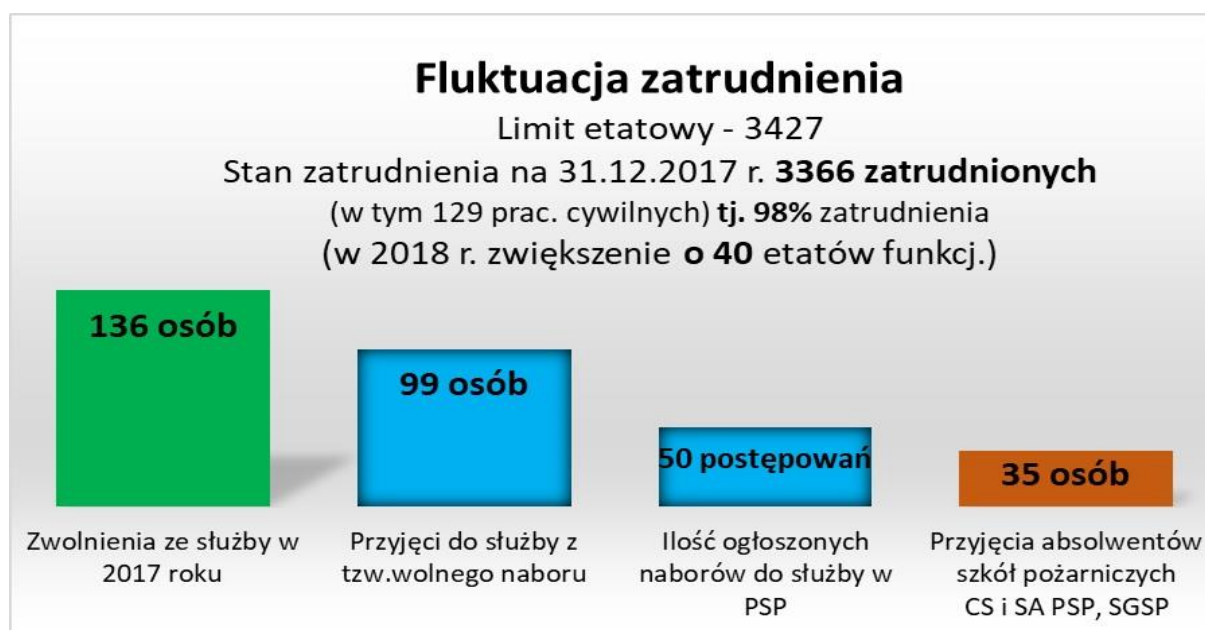 Fluktuacja zatrudnienia
Limit etatowy - 3427
Stan zatrudnienia na 31.12.2017 r. 3366 zatrudnionych
(w tym 129 prac. cywilnych) tj. 98% zatrudnienia
(w 2018 r. zwiększenie o 40 etatów funkcj.)
136 osób
99 osób
50 postępowań
35 osób
Zwolnienia ze służby w
2017 roku
Przyjęci do służby z
tzw.wolnego naboru
Ilość ogłoszonych
naborów do służby w
PSP
Przyjęcia absolwentów
szkół pożarniczych
CS i SA PSP, SGSP